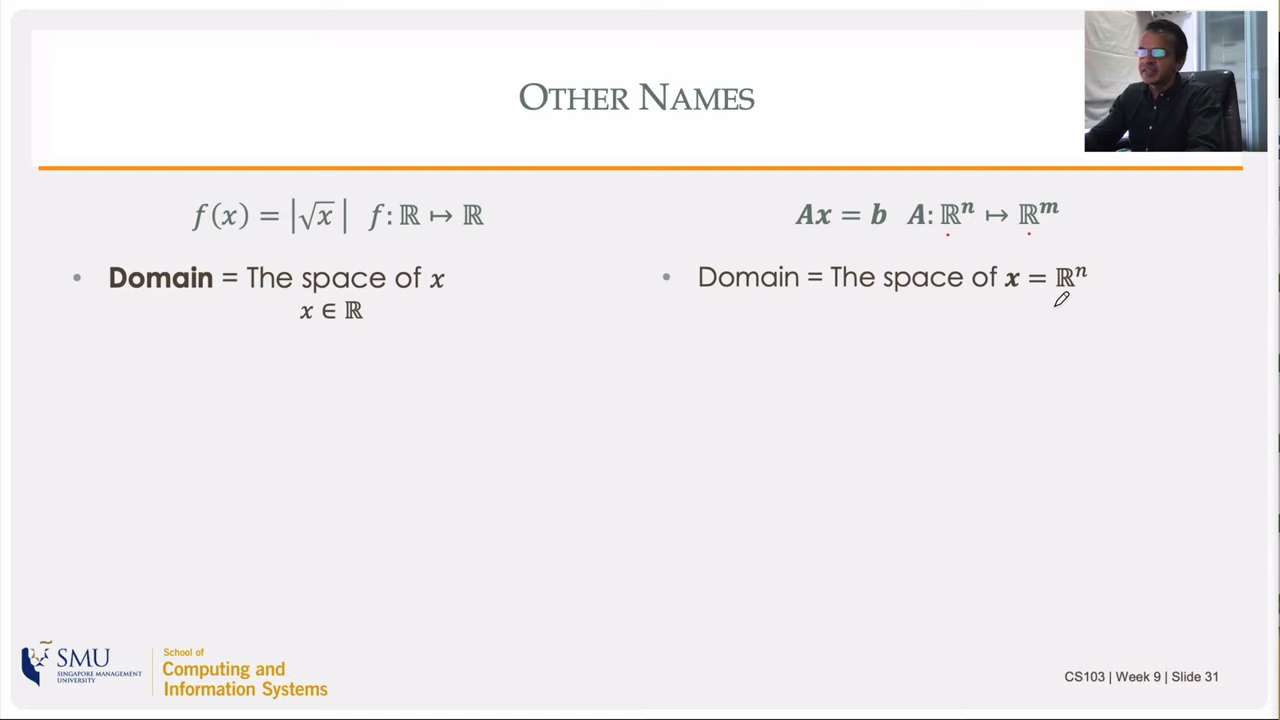 OTHER NAMES
f(x) = |√x| f: ℝ ↦ ℝ
• Domain = The space of x
x ∈ ℝ
Ax = b A: ℝⁿ ↦ ℝᵐ
• Domain = The space of x = ℝⁿ
SMU
SINGAPORE MANAGEMENT
UNIVERSITY
School of
Computing and
Information Systems
CS103 | Week 9 | Slide 31